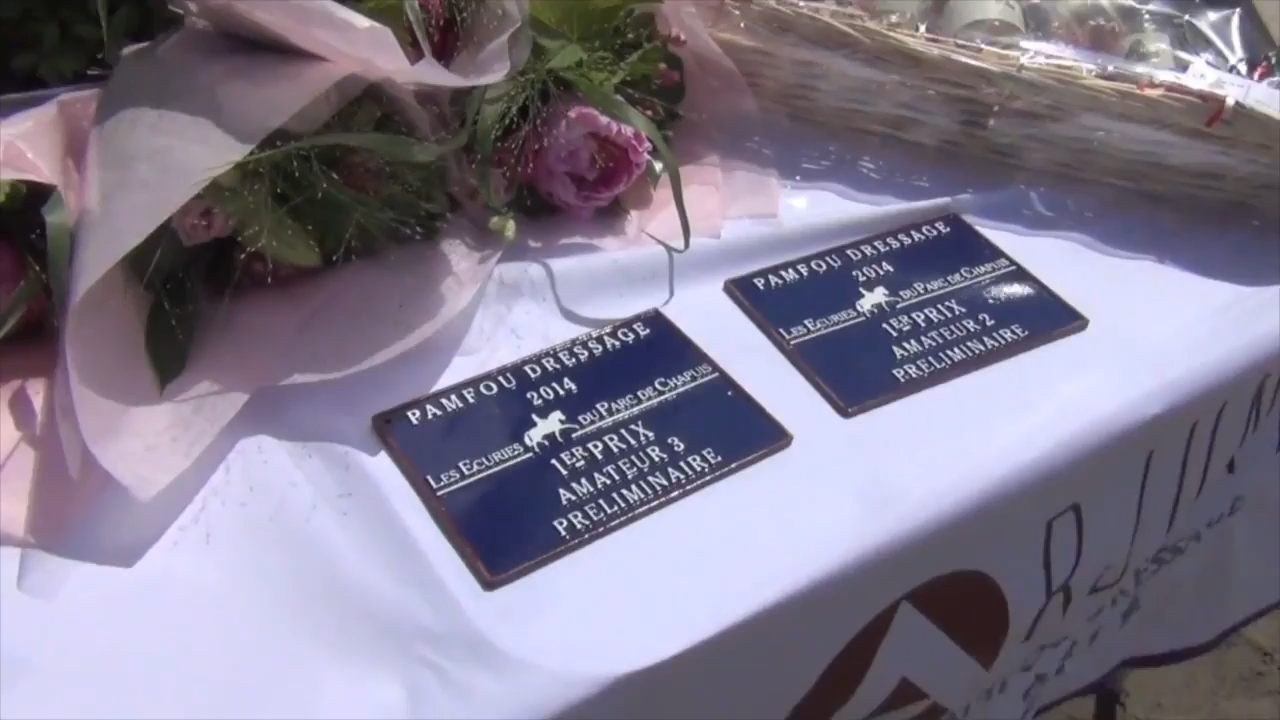 PAMFOU DRESSAGE
2014
LES ECURIES DU PARC DE CHAPUIS
1ER PRIX
AMATEUR 3
PRELIMINAIRE
PAMFOU DRESSAGE
2014
LES ECURIES DU PARC DE CHAPUIS
1ER PRIX
AMATEUR 2
PRELIMINAIRE